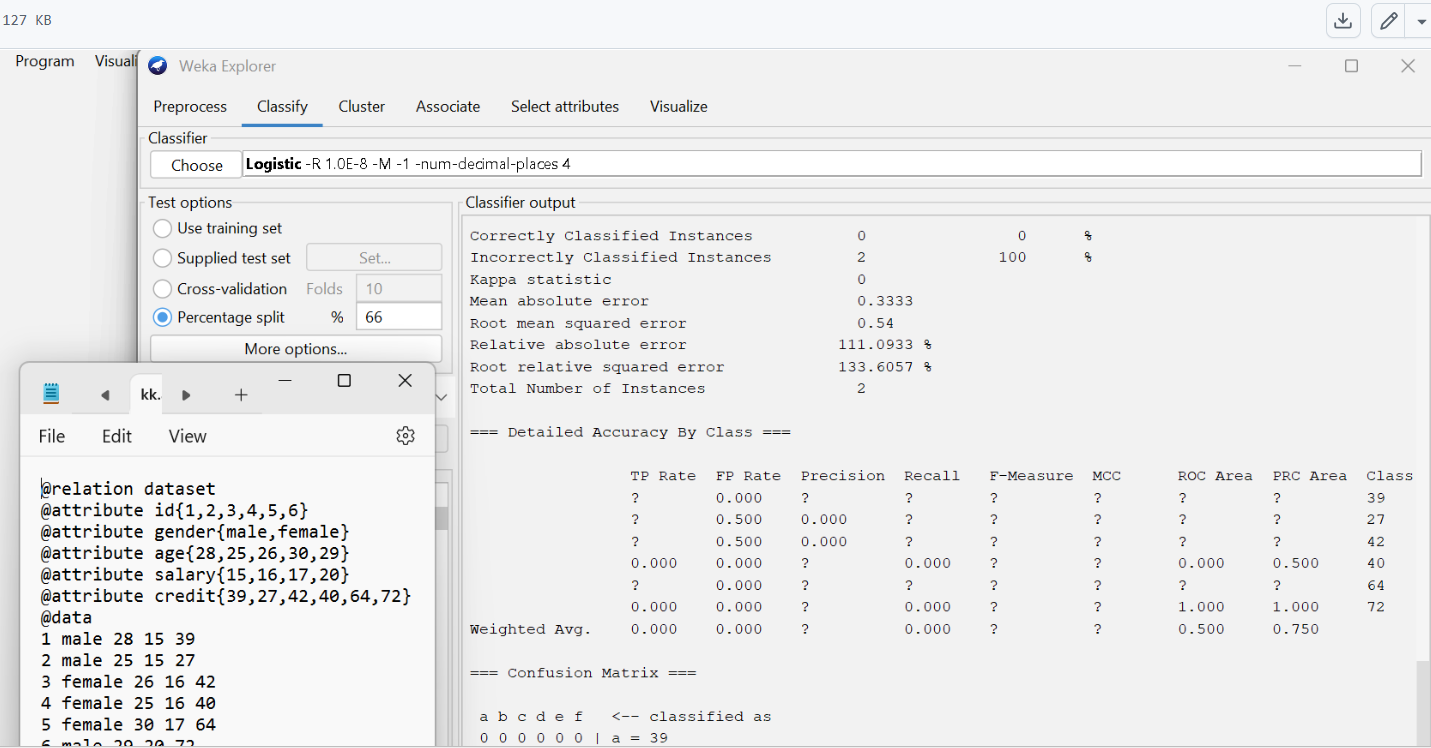 127 KB
Program Visuali
Weka Explorer
Preprocess Classify Cluster Associate Select attributes Visualize
Classifier
Choose Logistic -R 1.0E-8 -M -1 -num-decimal-places 4
Test options
Use training set
Supplied test set Set...
Cross-validation Folds 10
Percentage split % 66
More options...
Classifier output
Correctly Classified Instances 0 0 %
Incorrectly Classified Instances 2 100 %
Kappa statistic 0
Mean absolute error 0.3333
Root mean squared error 0.54
Relative absolute error 111.0933 %
Root relative squared error 133.6057 %
Total Number of Instances 2
=== Detailed Accuracy By Class ===
TP Rate FP Rate Precision Recall F-Measure MCC ROC Area PRC Area Class
? 0.000 ? ? ? ? ? ? 39
? 0.500 0.000 ? ? ? ? ? 27
? 0.500 0.000 ? ? ? ? ? 42
0.000 0.000 ? 0.000 ? ? 0.000 0.500 40
? 0.000 ? ? ? ? ? ? 64
0.000 0.000 ? 0.000 ? ? 1.000 1.000 72
Weighted Avg. 0.000 0.000 ? 0.000 ? ? 0.500 0.750
=== Confusion Matrix ===
a b c d e f <-- classified as
0 0 0 0 0 0 | a = 39
kk.
File Edit View
@relation dataset
@attribute id{1,2,3,4,5,6}
@attribute gender{male,female}
@attribute age{28,25,26,30,29}
@attribute salary{15,16,17,20}
@attribute credit{39,27,42,40,64,72}
@data
1 male 28 15 39
2 male 25 15 27
3 female 26 16 42
4 female 25 16 40
5 female 30 17 64
6 male 29 20 72